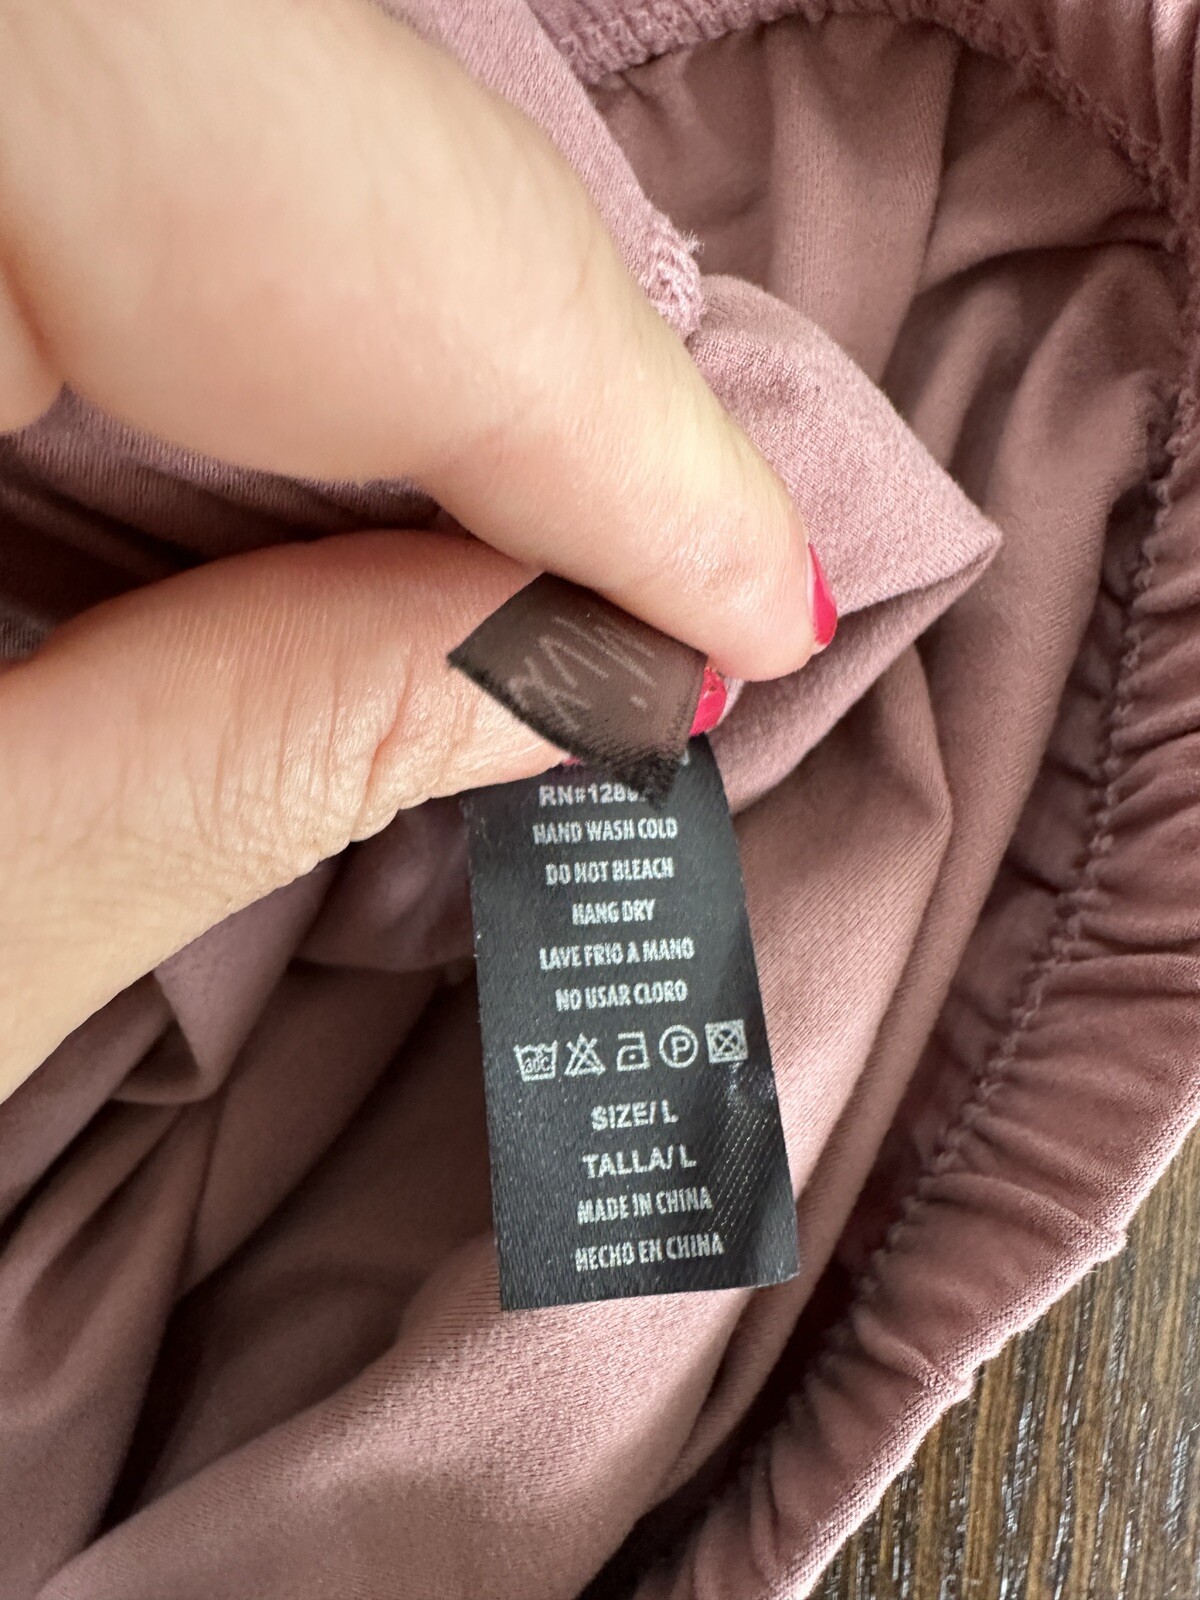 HAND WASH COLD
DO NOT BLEACH
HANG DRY
LAVE FRIO A MANO
NO USAR CLORO
30C
P
SIZE/ L
TALLA/ L
MADE IN CHINA
HECHO EN CHINA